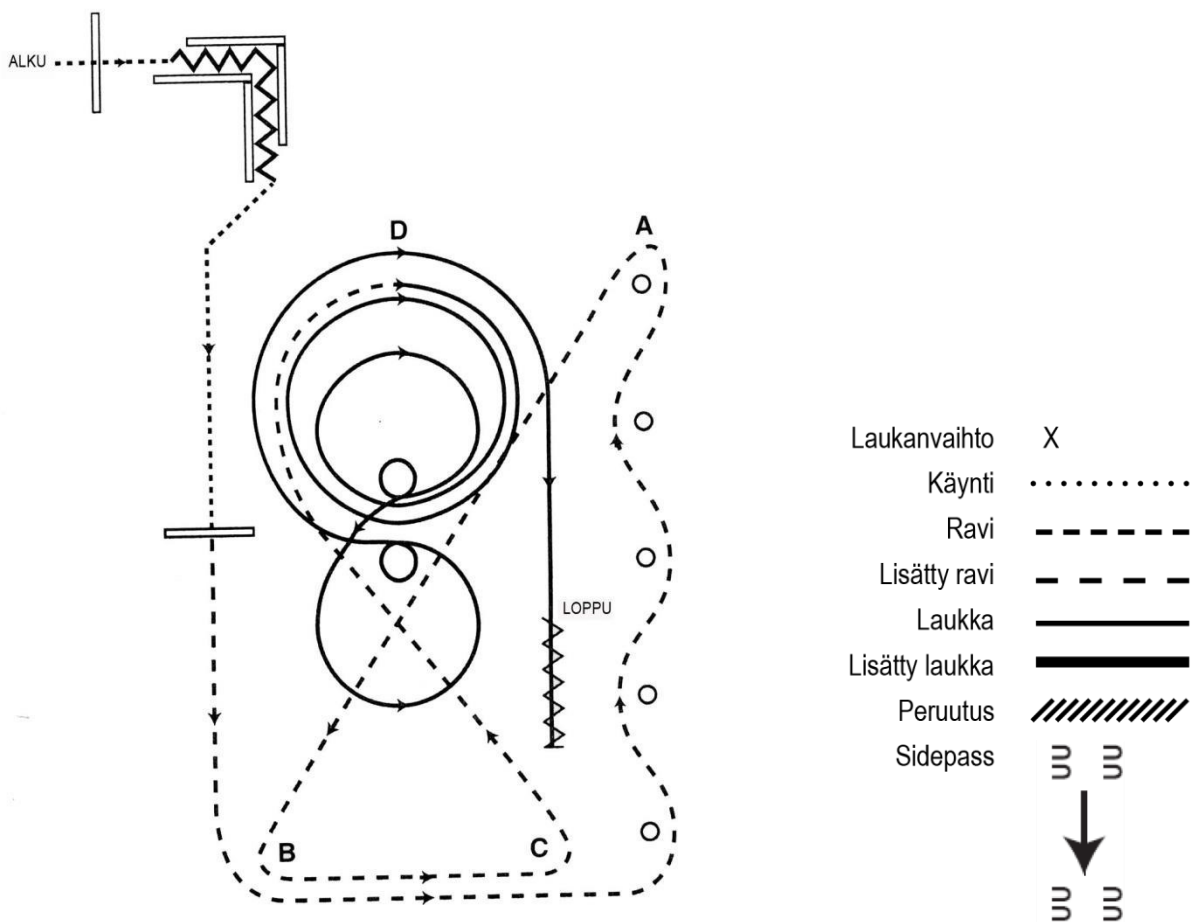 ALKU
D
A
B
C
LOPPU
Laukanvaihto X
Käynti
Ravi
Lisätty ravi
Laukka
Lisätty laukka
Peruutus
Sidepass